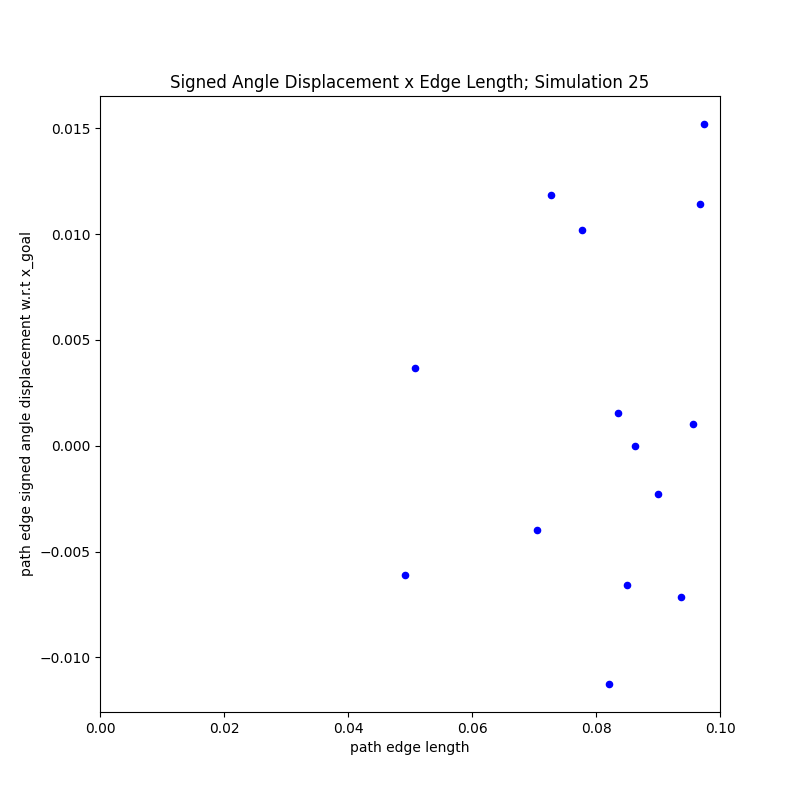 Signed Angle Displacement x Edge Length; Simulation 25
0.015
0.010
0.005
0.000
−0.005
−0.010
path edge signed angle displacement w.r.t x_goal
0.00 0.02 0.04 0.06 0.08 0.10
path edge length